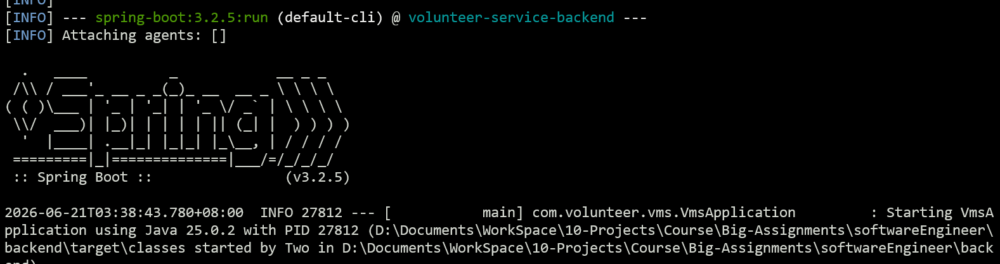 [INFO]
[INFO] --- spring-boot:3.2.5:run (default-cli) @ volunteer-service-backend ---
[INFO] Attaching agents: []
  .   ____          _            __ _ _
 /\\ / ___'_ __ _ _(_)_ __  __ _ \ \ \ \
( ( )\___ | '_ | '_| | '_ \/ _` | \ \ \ \
 \\/  ___)| |_)| | | | | || (_| |  ) ) ) )
  '  |____| .__|_| |_|_| |_\__, | / / / /
 =========|_|==============|___/=/_/_/_/
 :: Spring Boot ::                (v3.2.5)
2026-06-21T03:38:43.780+08:00  INFO 27812 --- [           main] com.volunteer.vms.VmsApplication         : Starting VmsA
pplication using Java 25.0.2 with PID 27812 (D:\Documents\WorkSpace\10-Projects\Course\Big-Assignments\softwareEngineer\
backend\target\classes started by Two in D:\Documents\WorkSpace\10-Projects\Course\Big-Assignments\softwareEngineer\back
end)